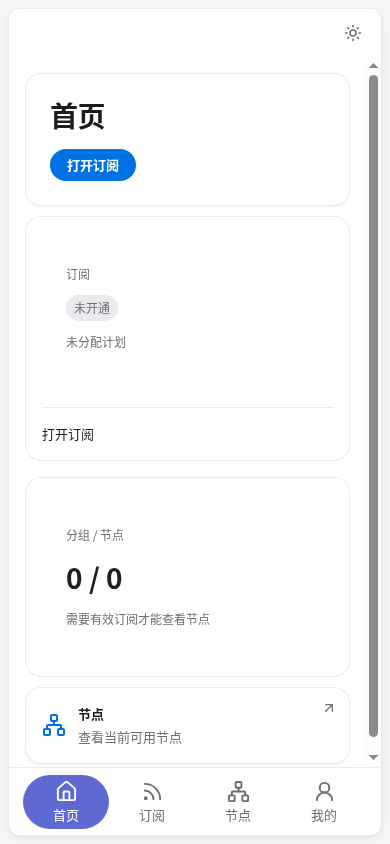 首页
打开订阅
订阅
未开通
未分配计划
打开订阅
分组 / 节点
0 / 0
需要有效订阅才能查看节点
节点
查看当前可用节点
首页
订阅
节点
我的